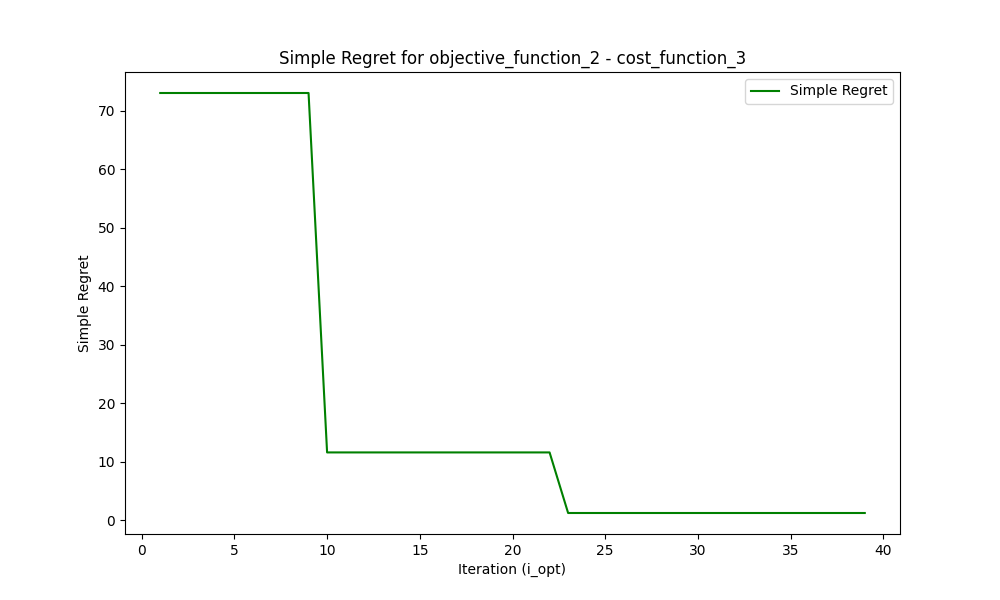 Simple Regret for objective_function_2 - cost_function_3
Simple Regret
70
60
50
40
30
20
10
0
Simple Regret
0 5 10 15 20 25 30 35 40
Iteration (i_opt)